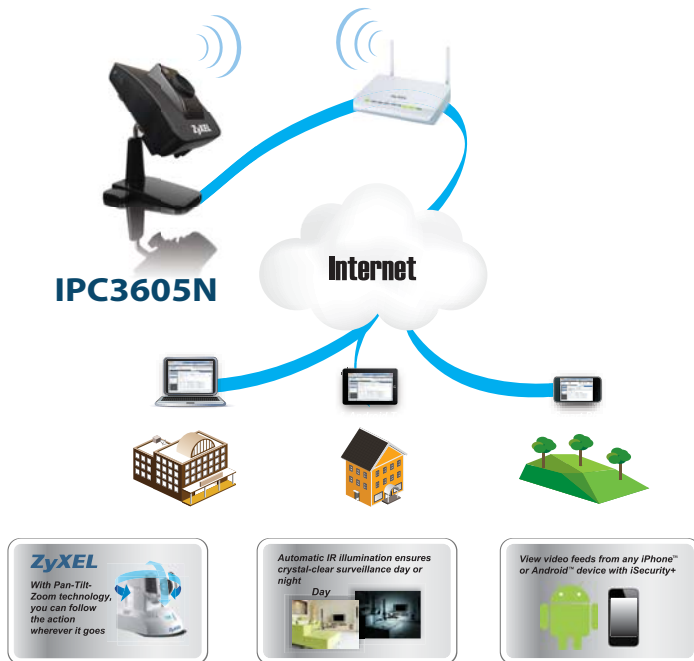 ZyXEL
ZyXEL
IPC3605N
Internet
ZyXEL
With Pan-Tilt-
Zoom technology,
you can follow
the action
wherever it goes
ZyXEL
Automatic IR illumination ensures
crystal-clear surveillance day or
night
Day
View video feeds from any iPhone™
or Android™ device with iSecurity+